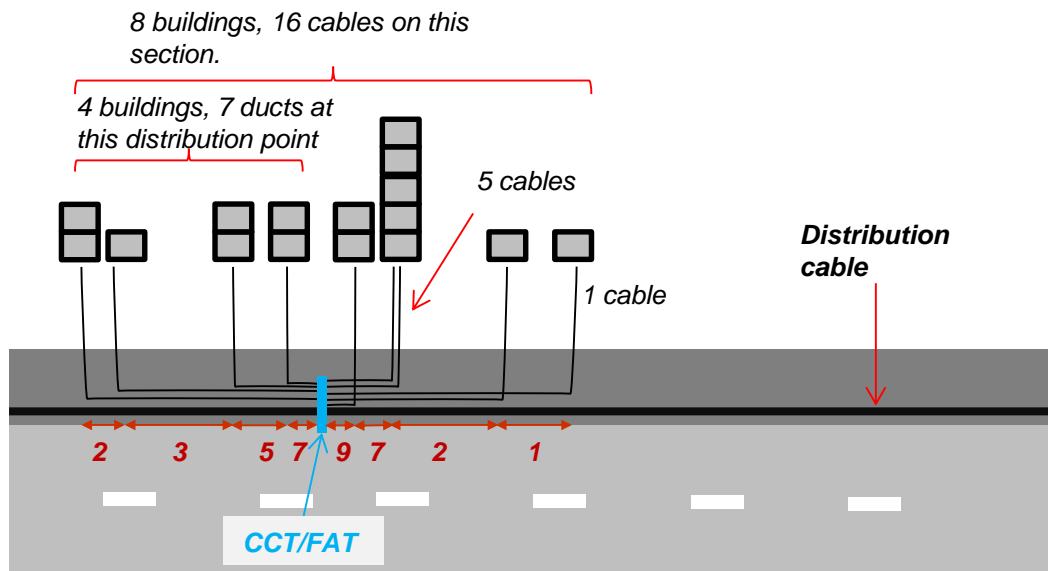 8 buildings, 16 cables on this
section.
4 buildings, 7 ducts at
this distribution point
5 cables
Distribution
cable
1 cable
2 3 5 7 9 7 2 1
CCT/FAT